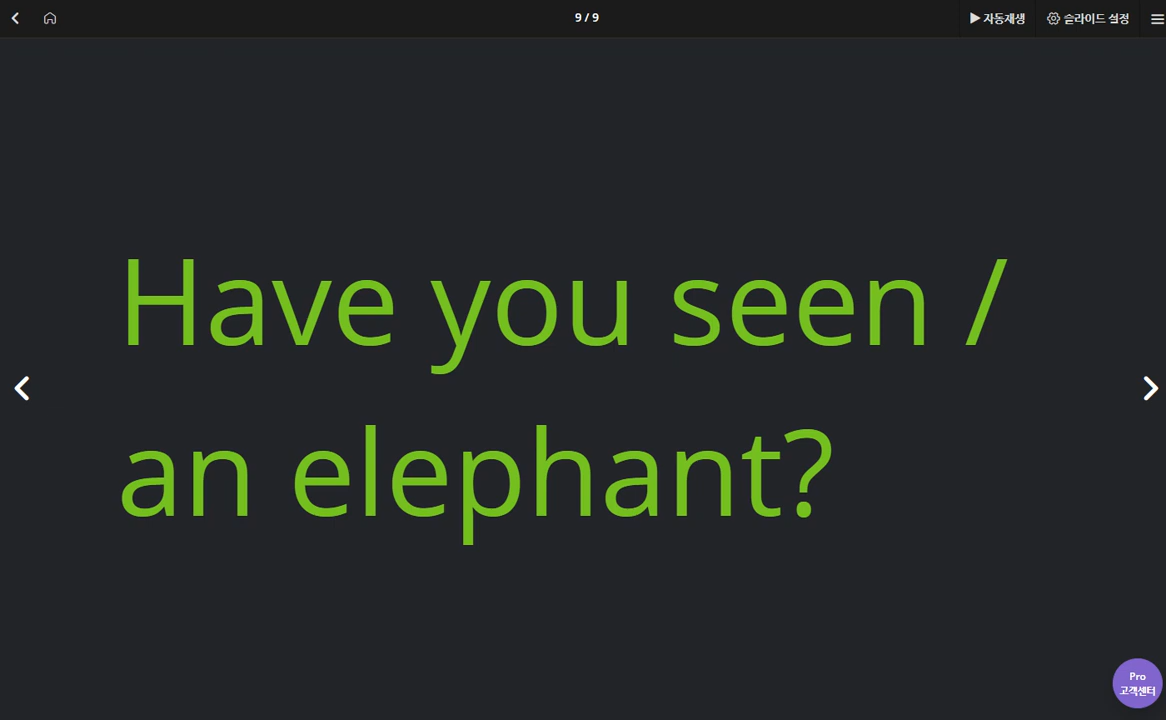 9 / 9
▶ 자동재생
슬라이드 설정
Have you seen /
an elephant?
Pro
고객센터